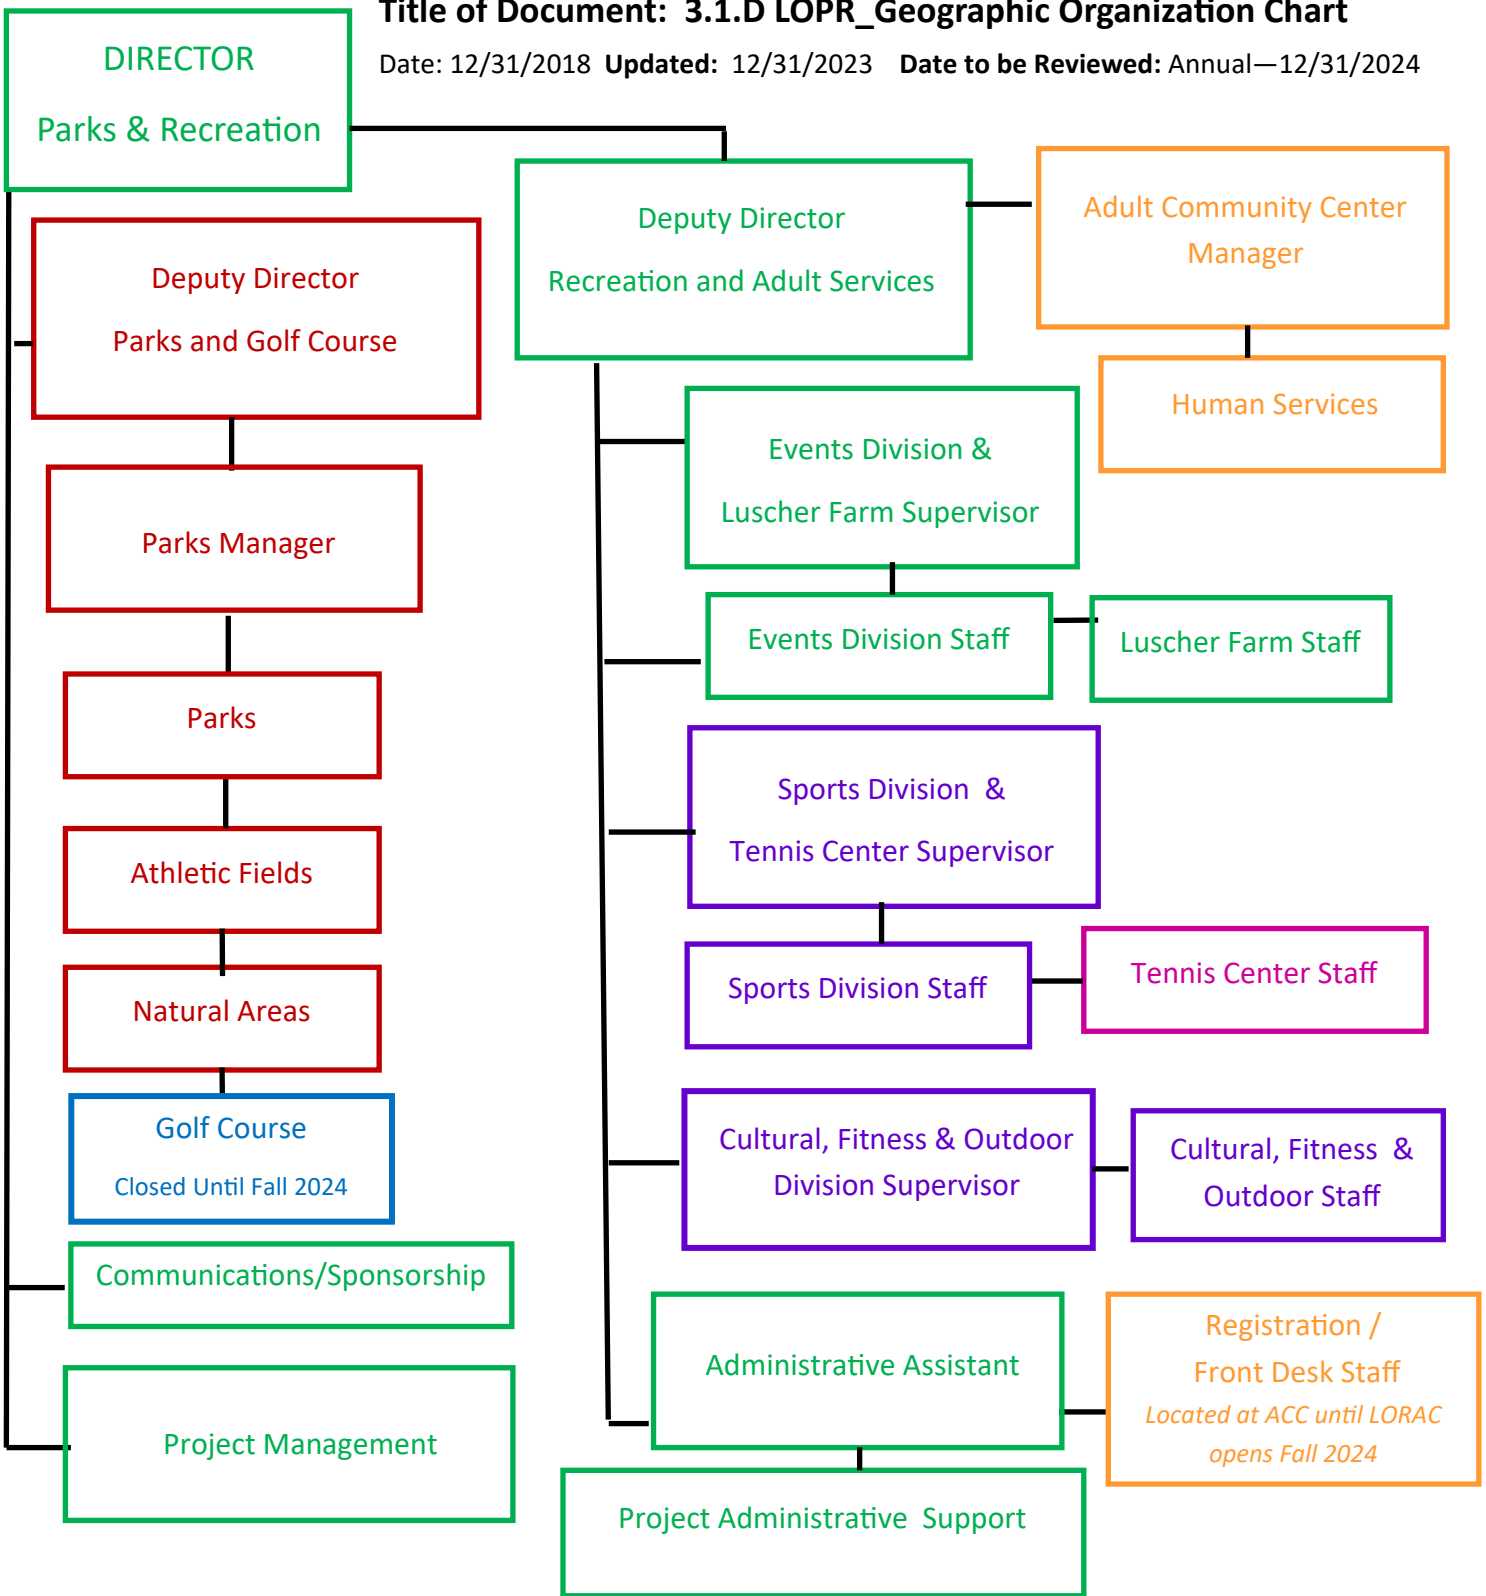 Title of Document: 3.1.D LOPR_Geographic Organization Chart
Date: 12/31/2018 Updated: 12/31/2023 Date to be Reviewed: Annual—12/31/2024
DIRECTOR
Parks & Recreation
Deputy Director
Parks and Golf Course
Parks Manager
Parks
Athletic Fields
Natural Areas
Golf Course
Closed Until Fall 2024
Communications/Sponsorship
Project Management
Deputy Director
Recreation and Adult Services
Adult Community Center
Manager
Human Services
Events Division &
Luscher Farm Supervisor
Events Division Staff
Luscher Farm Staff
Sports Division &
Tennis Center Supervisor
Sports Division Staff
Tennis Center Staff
Cultural, Fitness & Outdoor
Division Supervisor
Cultural, Fitness &
Outdoor Staff
Administrative Assistant
Registration /
Front Desk Staff
Located at ACC until LORAC
opens Fall 2024
Project Administrative Support